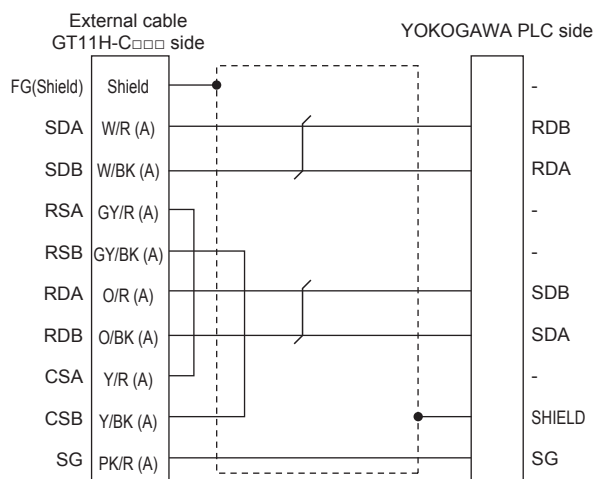 External cable
GT11H-C□□□ side
YOKOGAWA PLC side
FG(Shield) Shield -
SDA W/R (A) RDB
SDB W/BK (A) RDA
RSA GY/R (A) -
RSB GY/BK (A) -
RDA O/R (A) SDB
RDB O/BK (A) SDA
CSA Y/R (A) -
CSB Y/BK (A) SHIELD
SG PK/R (A) SG